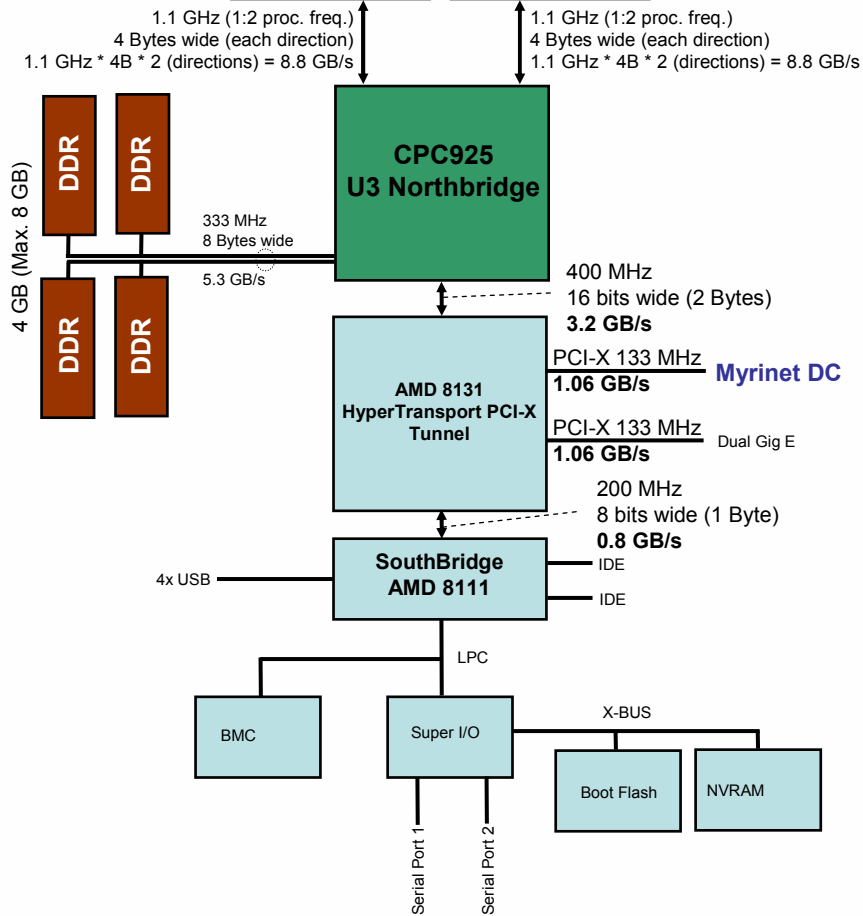 1.1 GHz (1:2 proc. freq.)
4 Bytes wide (each direction)
1.1 GHz * 4B * 2 (directions) = 8.8 GB/s
1.1 GHz (1:2 proc. freq.)
4 Bytes wide (each direction)
1.1 GHz * 4B * 2 (directions) = 8.8 GB/s
CPC925
U3 Northbridge
DDR
DDR
4 GB (Max. 8 GB)
333 MHz
8 Bytes wide
5.3 GB/s
DDR
DDR
400 MHz
16 bits wide (2 Bytes)
3.2 GB/s
AMD 8131
HyperTransport PCI-X
Tunnel
PCI-X 133 MHz
1.06 GB/s
Myrinet DC
PCI-X 133 MHz
1.06 GB/s
Dual Gig E
200 MHz
8 bits wide (1 Byte)
0.8 GB/s
SouthBridge
AMD 8111
4x USB
IDE
IDE
LPC
BMC
Super I/O
X-BUS
Boot Flash
NVRAM
Serial Port 1
Serial Port 2